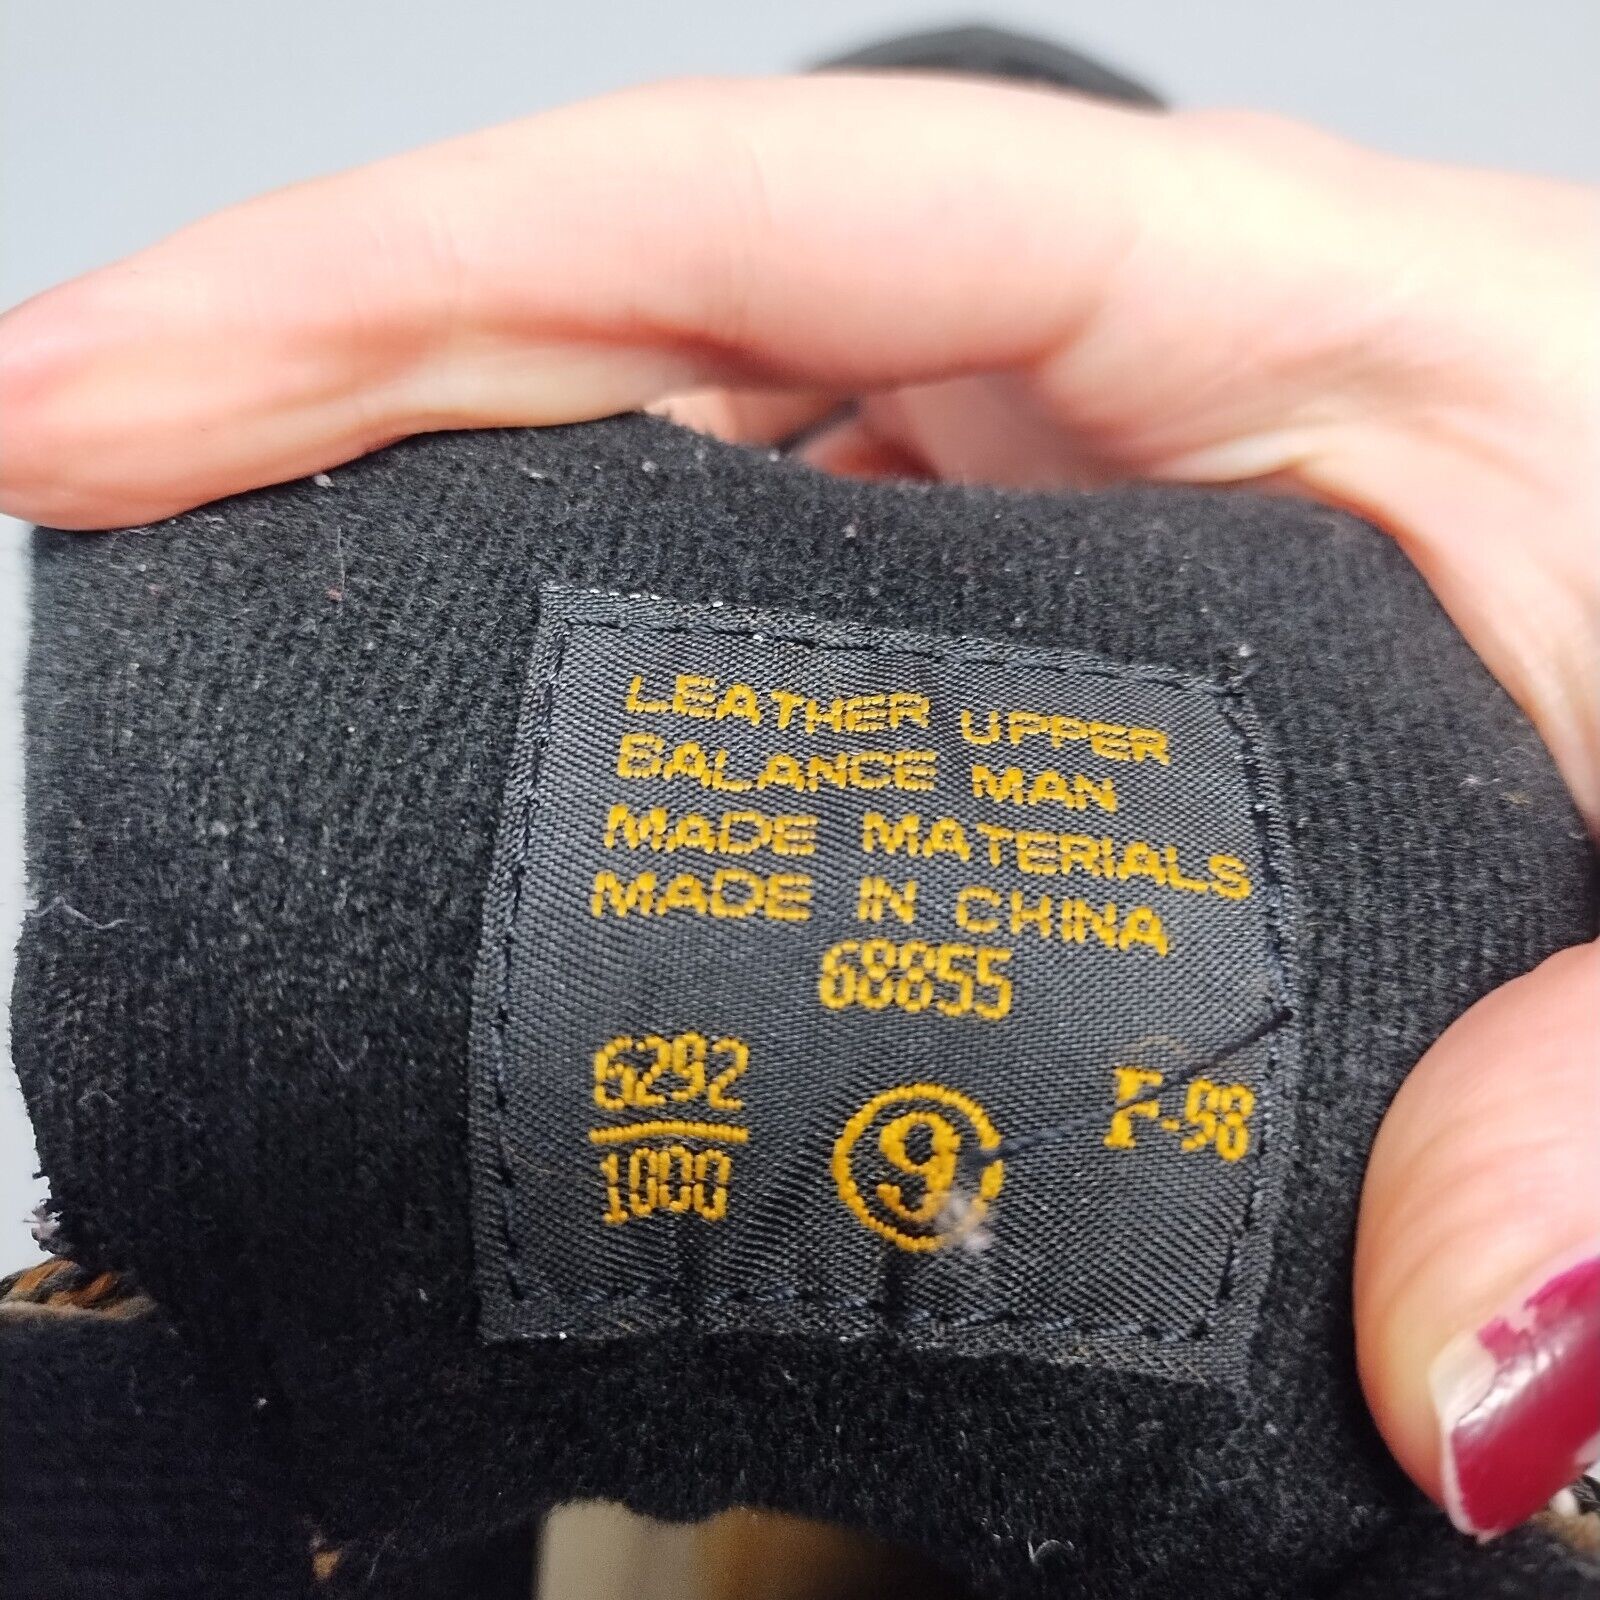 LEATHER UPPER
BALANCE MAN
MADE MATERIALS
MADE IN CHINA
68855
6292
1000
9
F-98